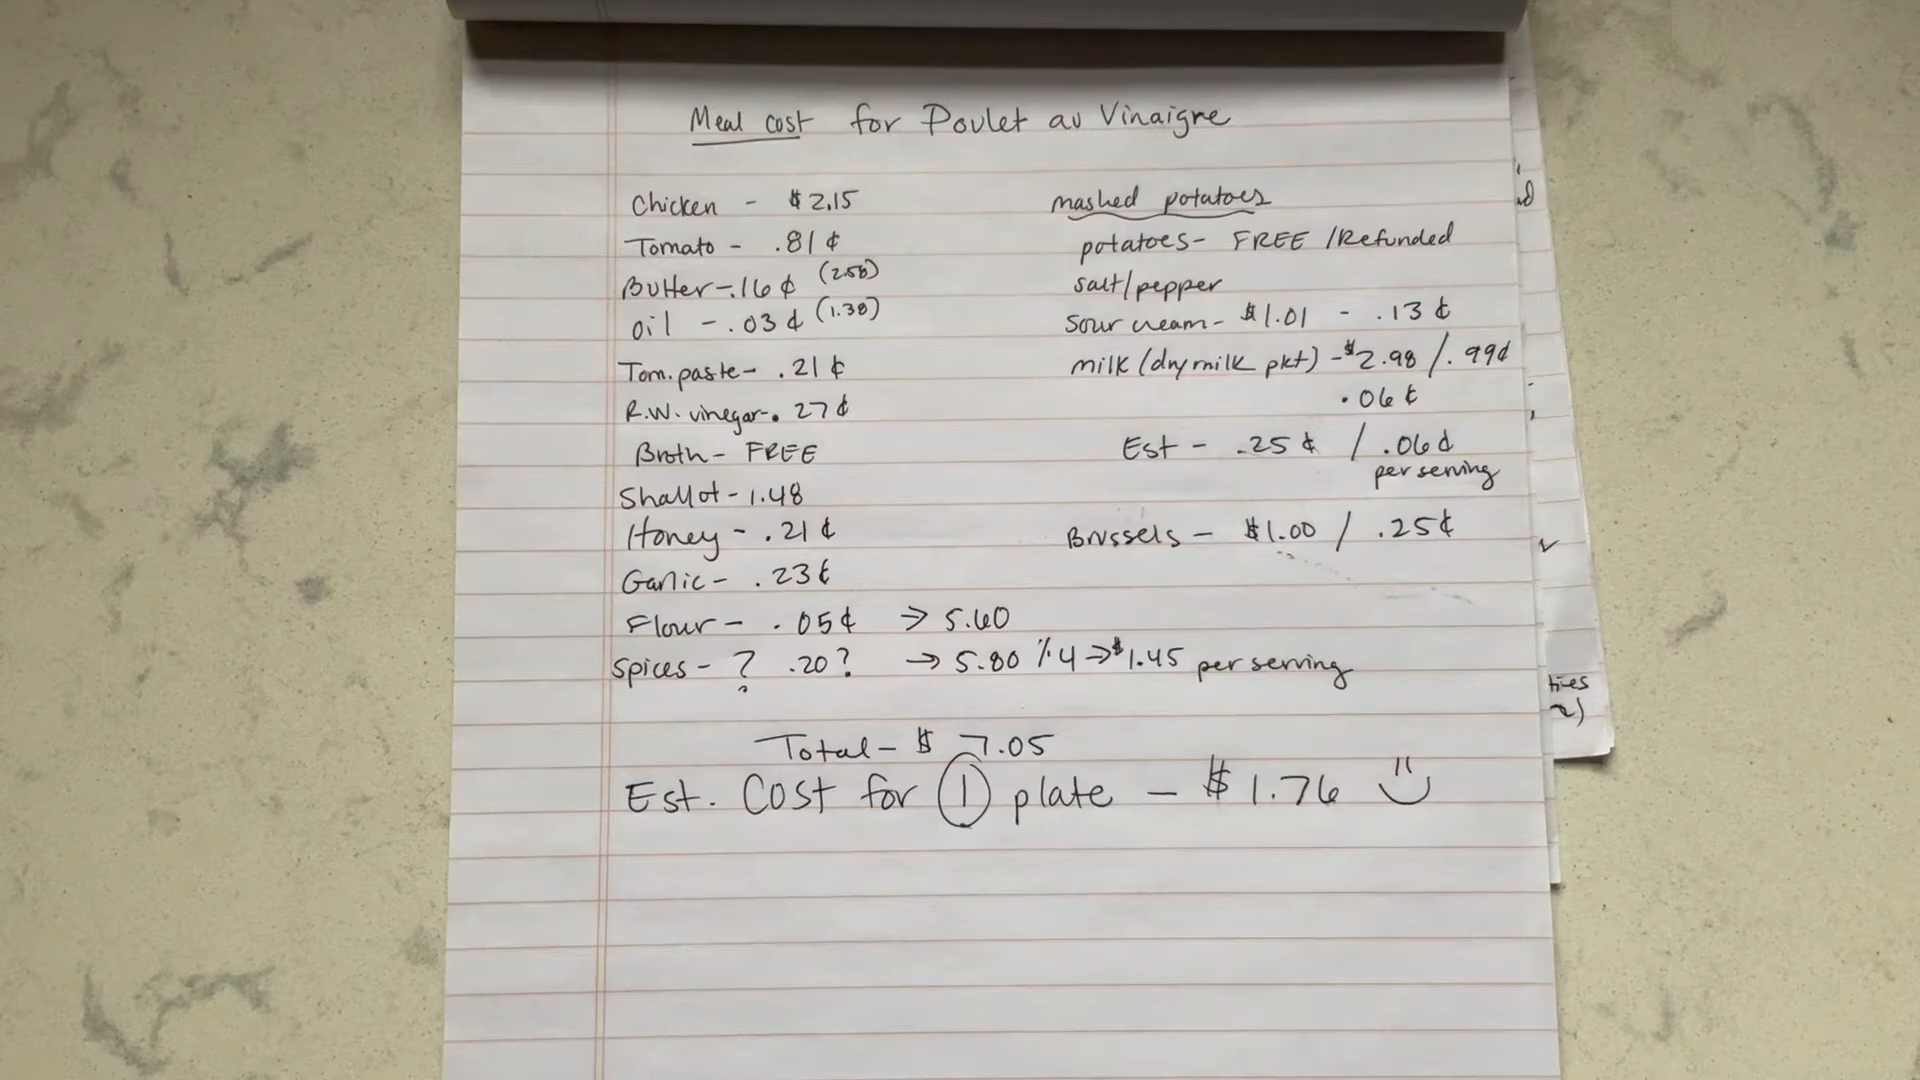 Meal cost for Poulet au Vinaigre
Chicken - $2.15
Tomato - .81¢
Butter - .16¢ (2.50)
oil - .03¢ (1.38)
Tom. paste - .21¢
R.W. vinegar - .27¢
Broth - FREE
Shallot - 1.48
Honey - .21¢
Garlic - .23¢
Flour - .05¢ → 5.60
Spices - ? .20? → 5.80 ⁒ 4 → $1.45 per serving
mashed potatoes
potatoes - FREE / Refunded
salt/pepper
Sour cream - $1.01 - .13¢
milk (dry milk pkt) - $2.98 / .99¢
.06¢
Est - .25¢ / .06¢
per serving
Brussels - $1.00 / .25¢
Total - $ 7.05
Est. Cost for 1 plate - $1.76